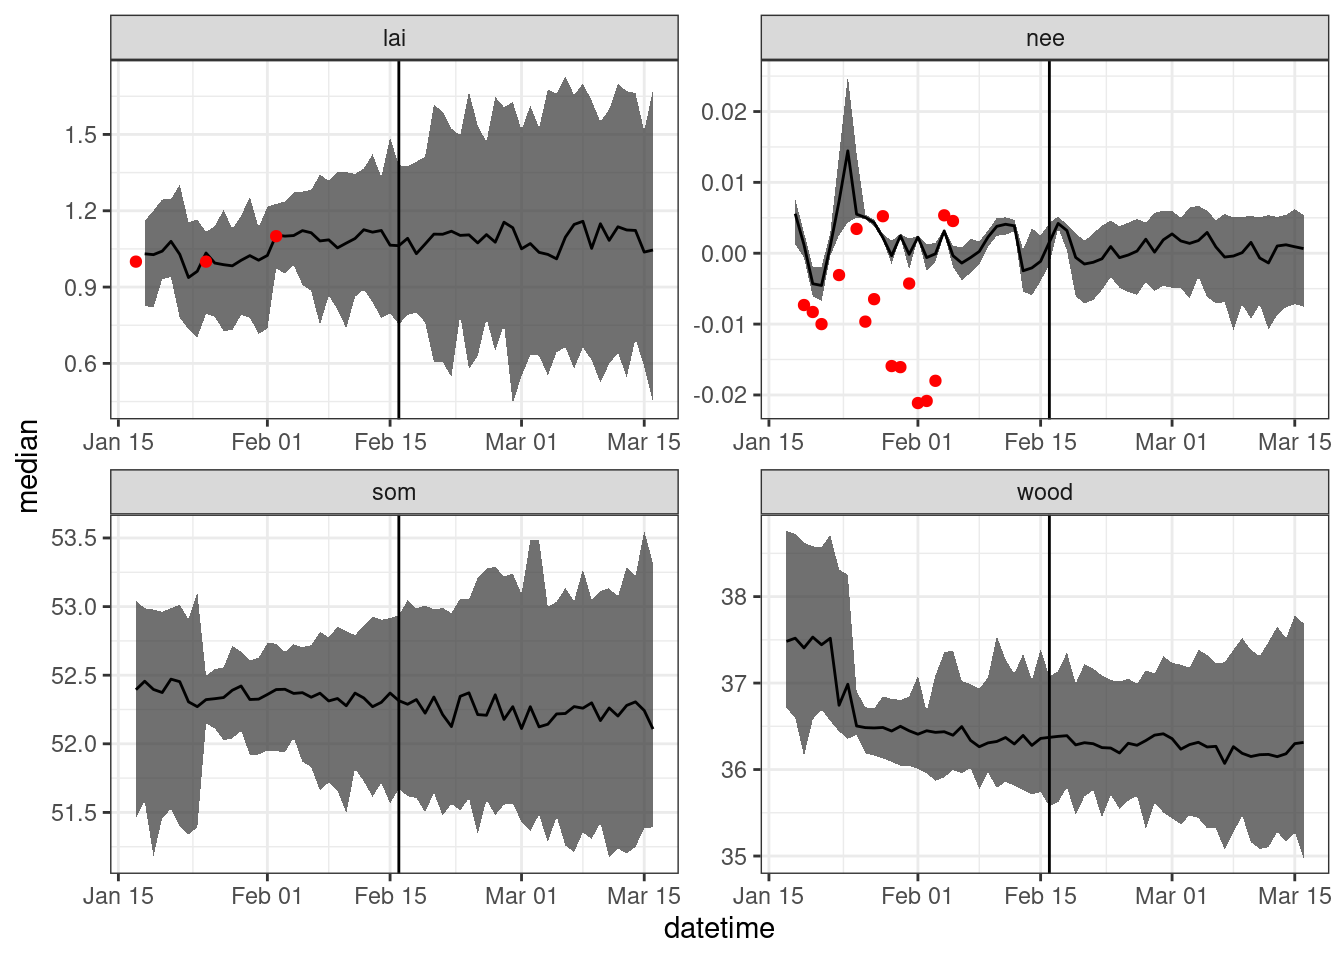 lai
nee
1.5
1.2
0.9
0.6
0.02
0.01
0.00
-0.01
-0.02
Jan 15 Feb 01 Feb 15 Mar 01 Mar 15
Jan 15 Feb 01 Feb 15 Mar 01 Mar 15
median
som
wood
53.5
53.0
52.5
52.0
51.5
38
37
36
35
Jan 15 Feb 01 Feb 15 Mar 01 Mar 15
Jan 15 Feb 01 Feb 15 Mar 01 Mar 15
datetime